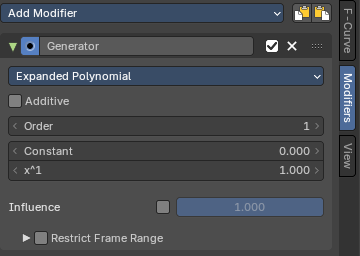 Add Modifier
Generator
Expanded Polynomial
Additive
Order 1
Constant 0.000
x^1 1.000
Influence 1.000
Restrict Frame Range
F-Curve
Modifiers
View